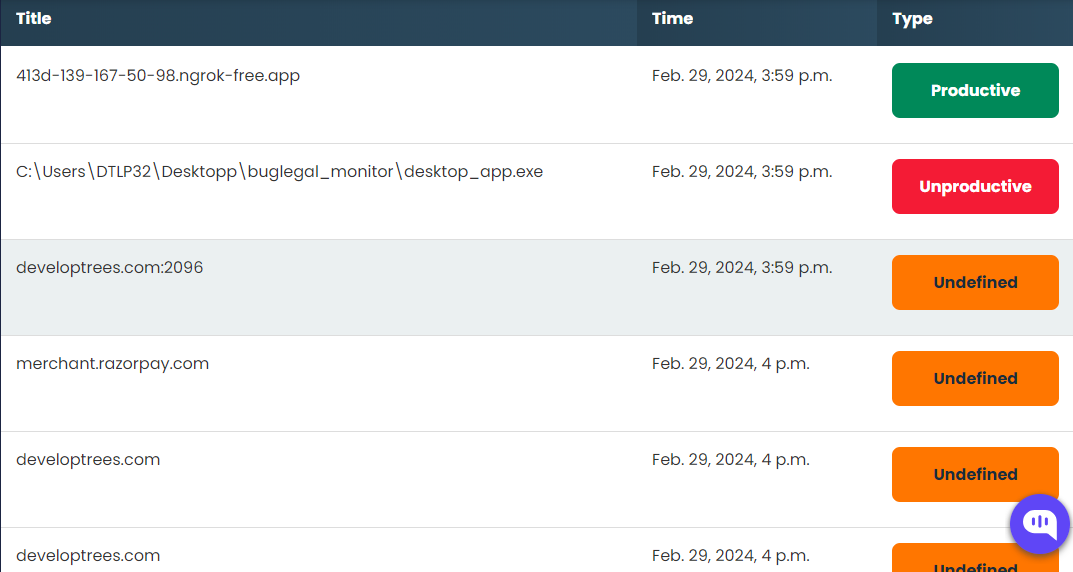 Title Time Type
413d-139-167-50-98.ngrok-free.app Feb. 29, 2024, 3:59 p.m. Productive
C:\Users\DTLP32\Desktopp\buglegal_monitor\desktop_app.exe Feb. 29, 2024, 3:59 p.m. Unproductive
developtrees.com:2096 Feb. 29, 2024, 3:59 p.m. Undefined
merchant.razorpay.com Feb. 29, 2024, 4 p.m. Undefined
developtrees.com Feb. 29, 2024, 4 p.m. Undefined
developtrees.com Feb. 29, 2024, 4 p.m. Undefined